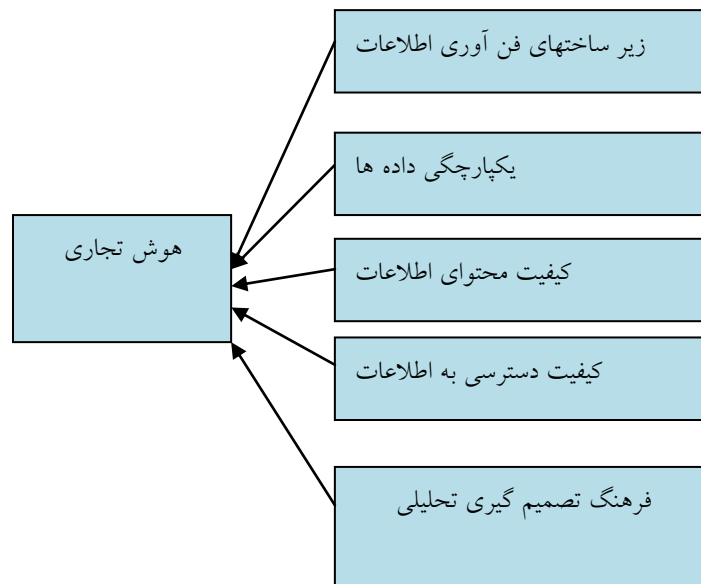 زیر ساختهای فن آوری اطلاعات
یکپارچگی داده ها
هوش تجاری
کیفیت محتوای اطلاعات
کیفیت دسترسی به اطلاعات
فرهنگ تصمیم گیری تحلیلی